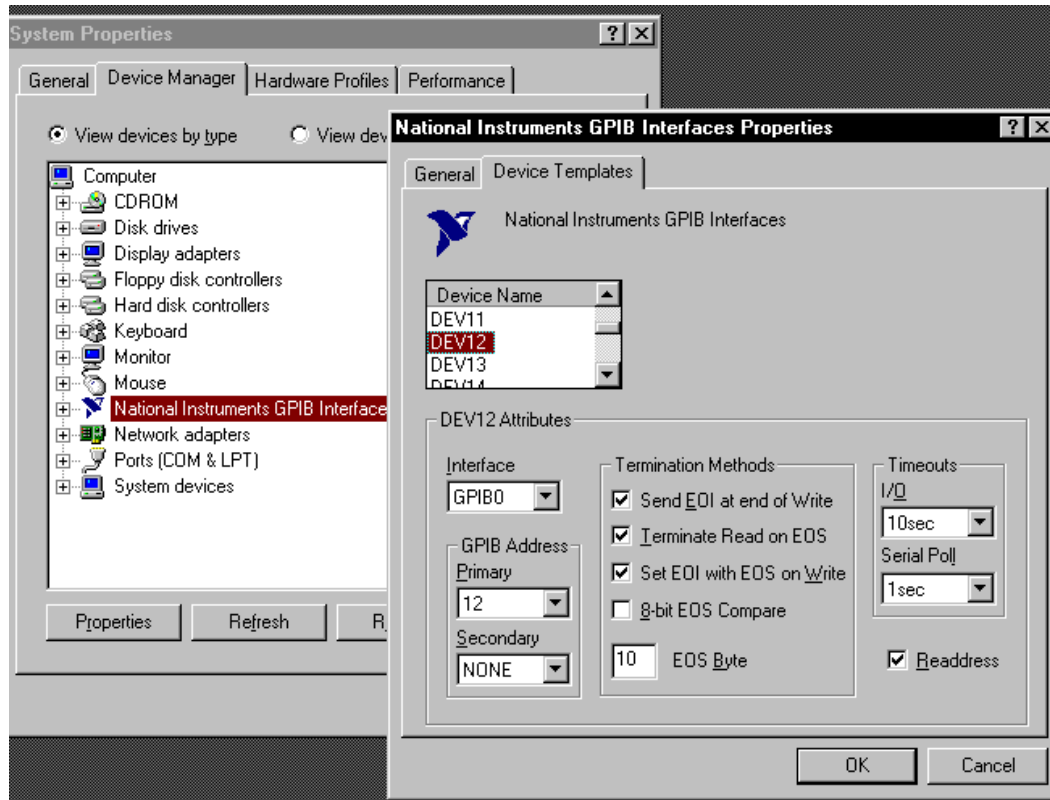 System Properties
General Device Manager Hardware Profiles Performance
View devices by type View dev
Computer
CDROM
Disk drives
Display adapters
Floppy disk controllers
Hard disk controllers
Keyboard
Monitor
Mouse
National Instruments GPIB Interface
Network adapters
Ports (COM & LPT)
System devices
Properties Refresh R
National Instruments GPIB Interfaces Properties
General Device Templates
National Instruments GPIB Interfaces
Device Name
DEV11
DEV12
DEV13
DEV14
DEV12 Attributes
Interface
GPIB0
GPIB Address
Primary
12
Secondary
NONE
Termination Methods
Send EOI at end of Write
Terminate Read on EOS
Set EOI with EOS on Write
8-bit EOS Compare
10 EOS Byte
Timeouts
I/O
10sec
Serial Poll
1sec
Readdress
OK Cancel